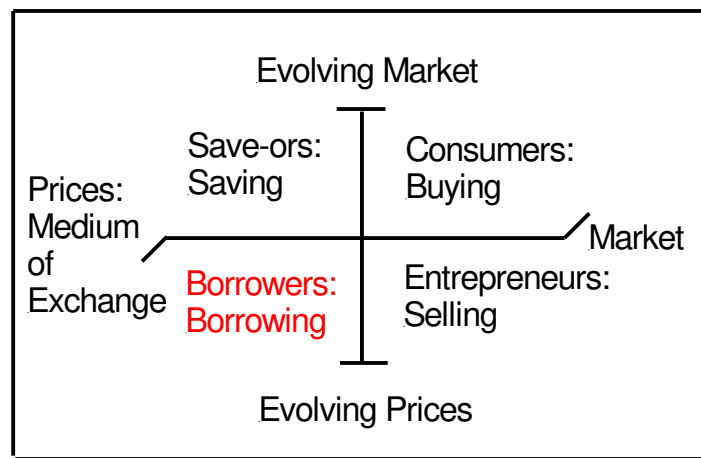 Evolving Market
Save-ors:
Saving
Consumers:
Buying
Prices:
Medium
of
Exchange
Market
Borrowers:
Borrowing
Entrepreneurs:
Selling
Evolving Prices